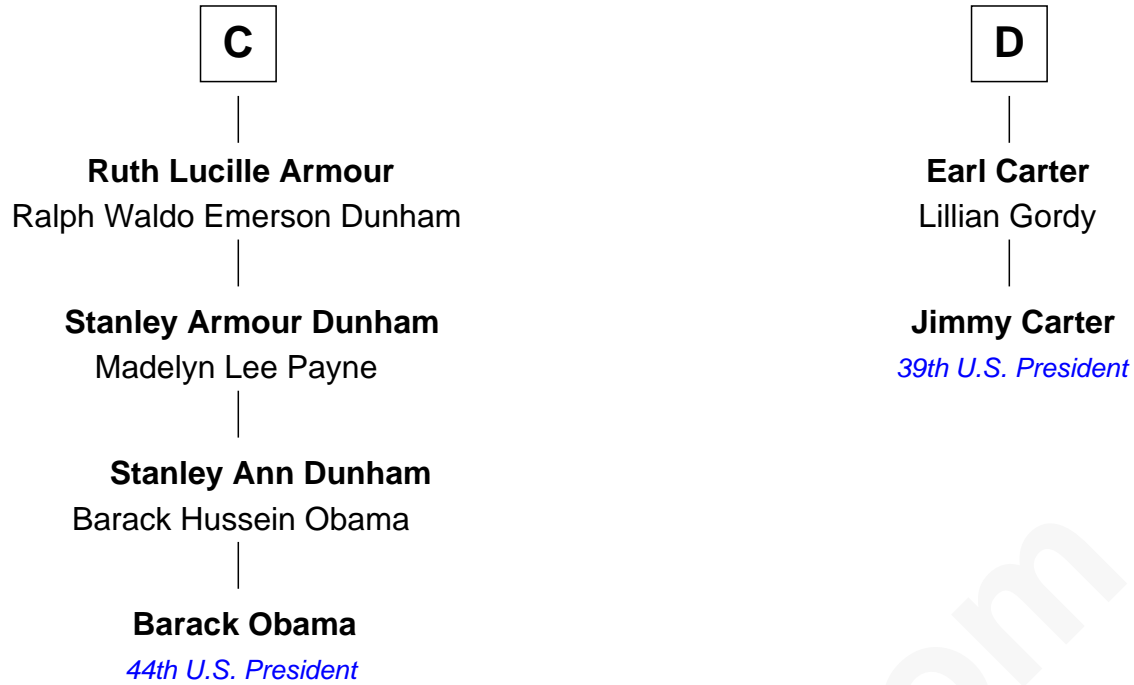 C
Ruth Lucille Armour
Ralph Waldo Emerson Dunham
Stanley Armour Dunham
Madelyn Lee Payne
Stanley Ann Dunham
Barack Hussein Obama
Barack Obama
44th U.S. President
D
Earl Carter
Lillian Gordy
Jimmy Carter
39th U.S. President
om